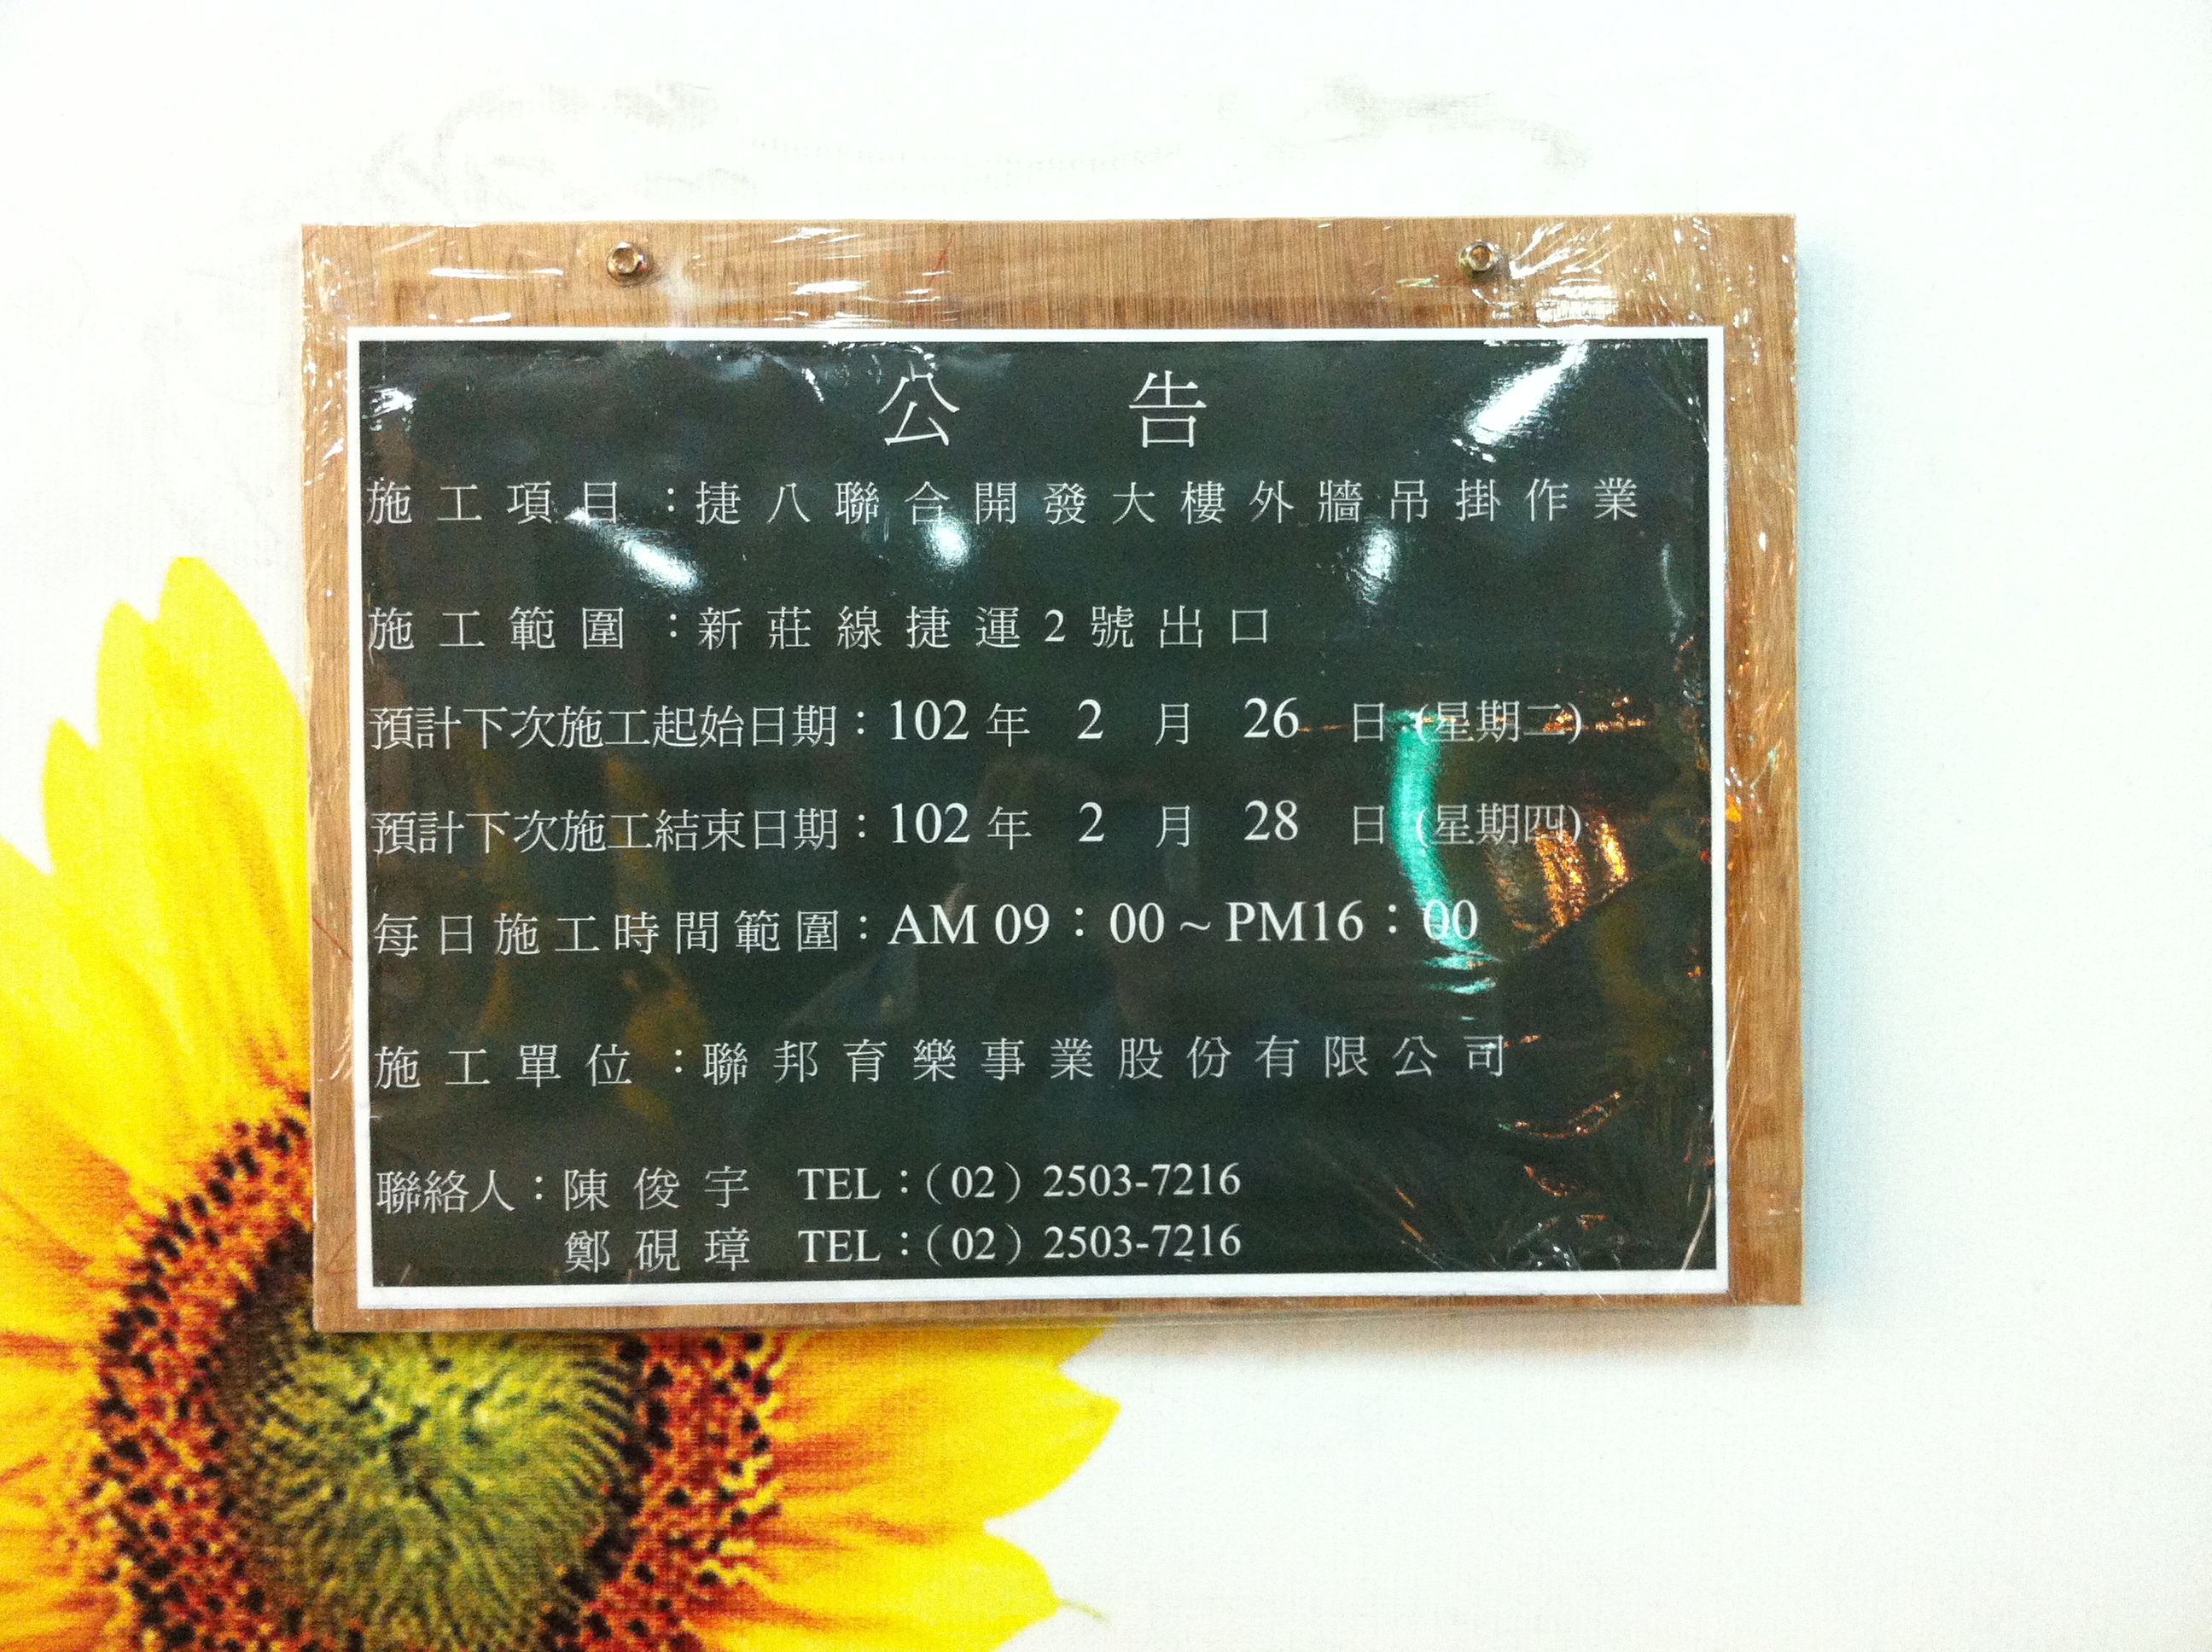 公告
施工項目：捷八聯合開發大樓外牆吊掛作業
施工範圍：新莊線捷運2號出口
預計下次施工起始日期：102年 2 月 26 日 (星期二)
預計下次施工結束日期：102年 2 月 28 日 (星期四)
每日施工時間範圍：AM 09：00 ~ PM16：00
施工單位：聯邦育樂事業股份有限公司
聯絡人：陳俊宇 TEL：(02) 2503-7216
鄭硯璋 TEL：(02) 2503-7216